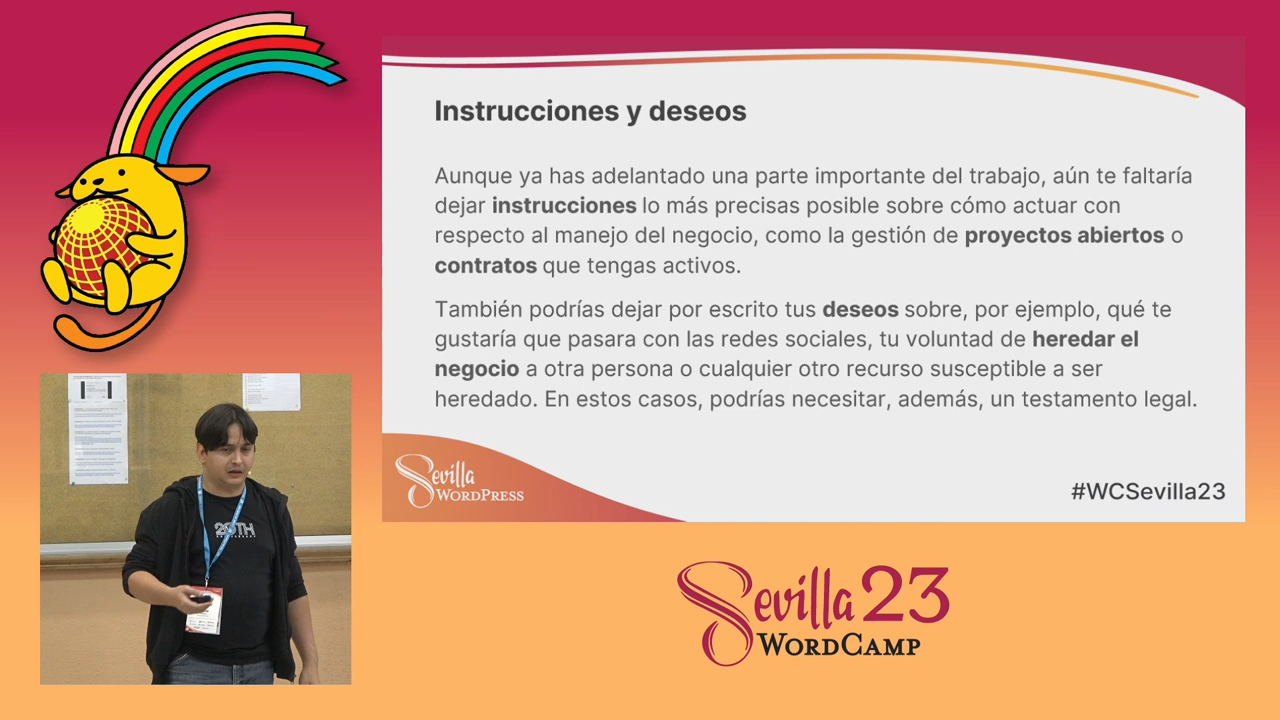 Instrucciones y deseos
Aunque ya has adelantado una parte importante del trabajo, aún te faltaría
dejar instrucciones lo más precisas posible sobre cómo actuar con
respecto al manejo del negocio, como la gestión de proyectos abiertos o
contratos que tengas activos.
También podrías dejar por escrito tus deseos sobre, por ejemplo, qué te
gustaría que pasara con las redes sociales, tu voluntad de heredar el
negocio a otra persona o cualquier otro recurso susceptible a ser
heredado. En estos casos, podrías necesitar, además, un testamento legal.
Sevilla
WORDPRESS
#WCSevilla23
20TH
Sevilla 23
WORDCAMP